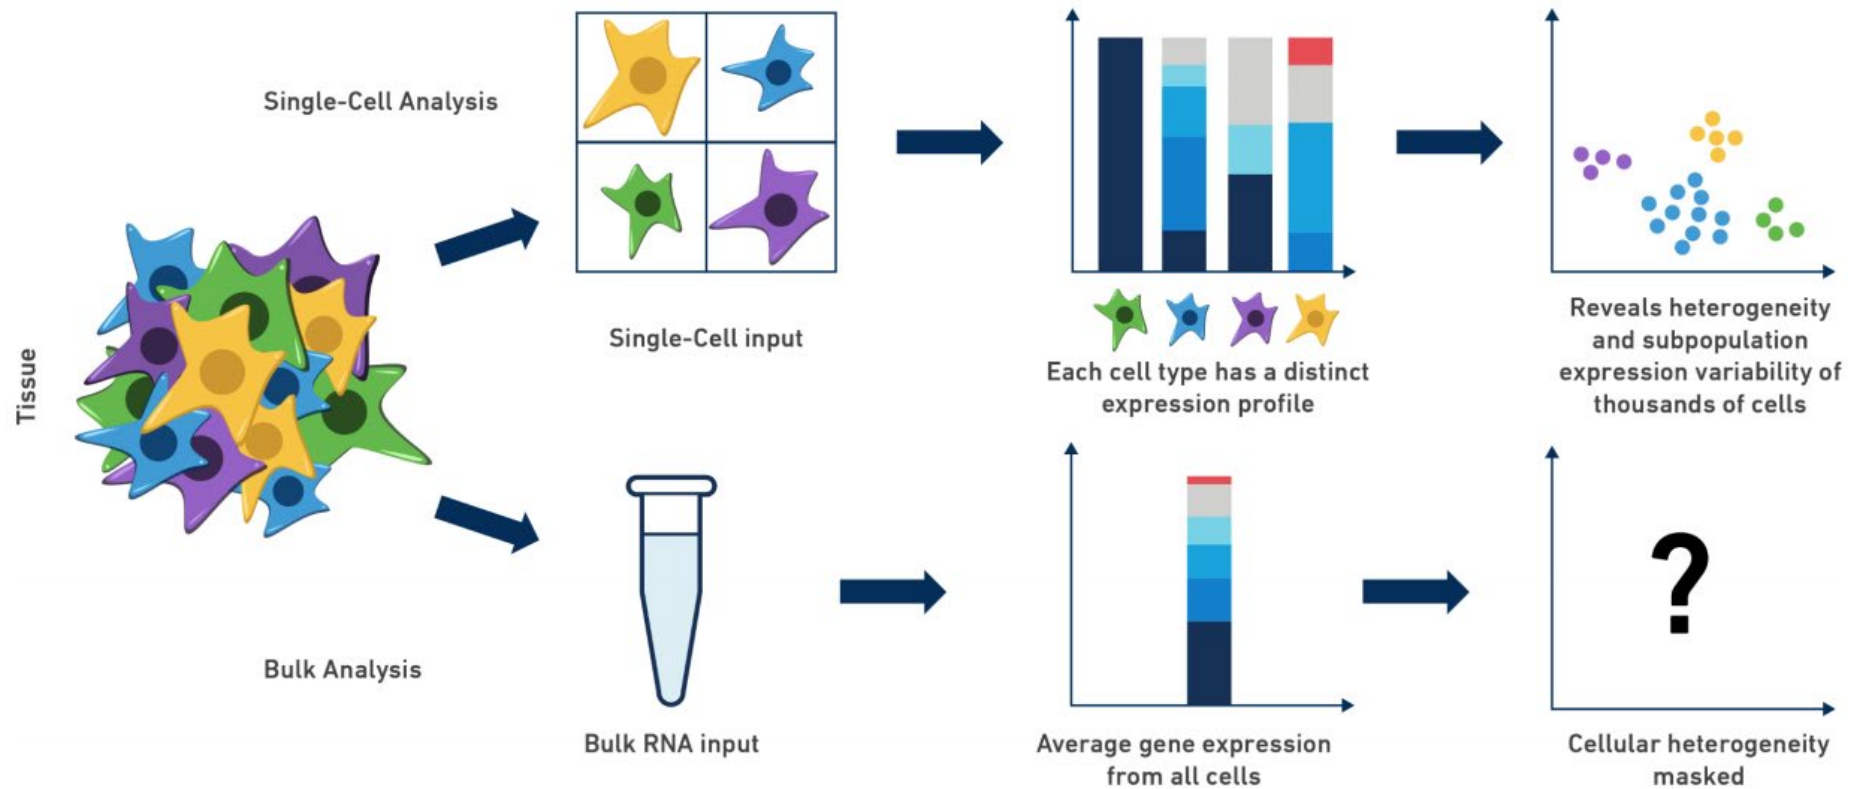 Tissue
Single-Cell Analysis
Single-Cell input
Each cell type has a distinct
expression profile
Reveals heterogeneity
and subpopulation
expression variability of
thousands of cells
Bulk Analysis
Bulk RNA input
Average gene expression
from all cells
?
Cellular heterogeneity
masked